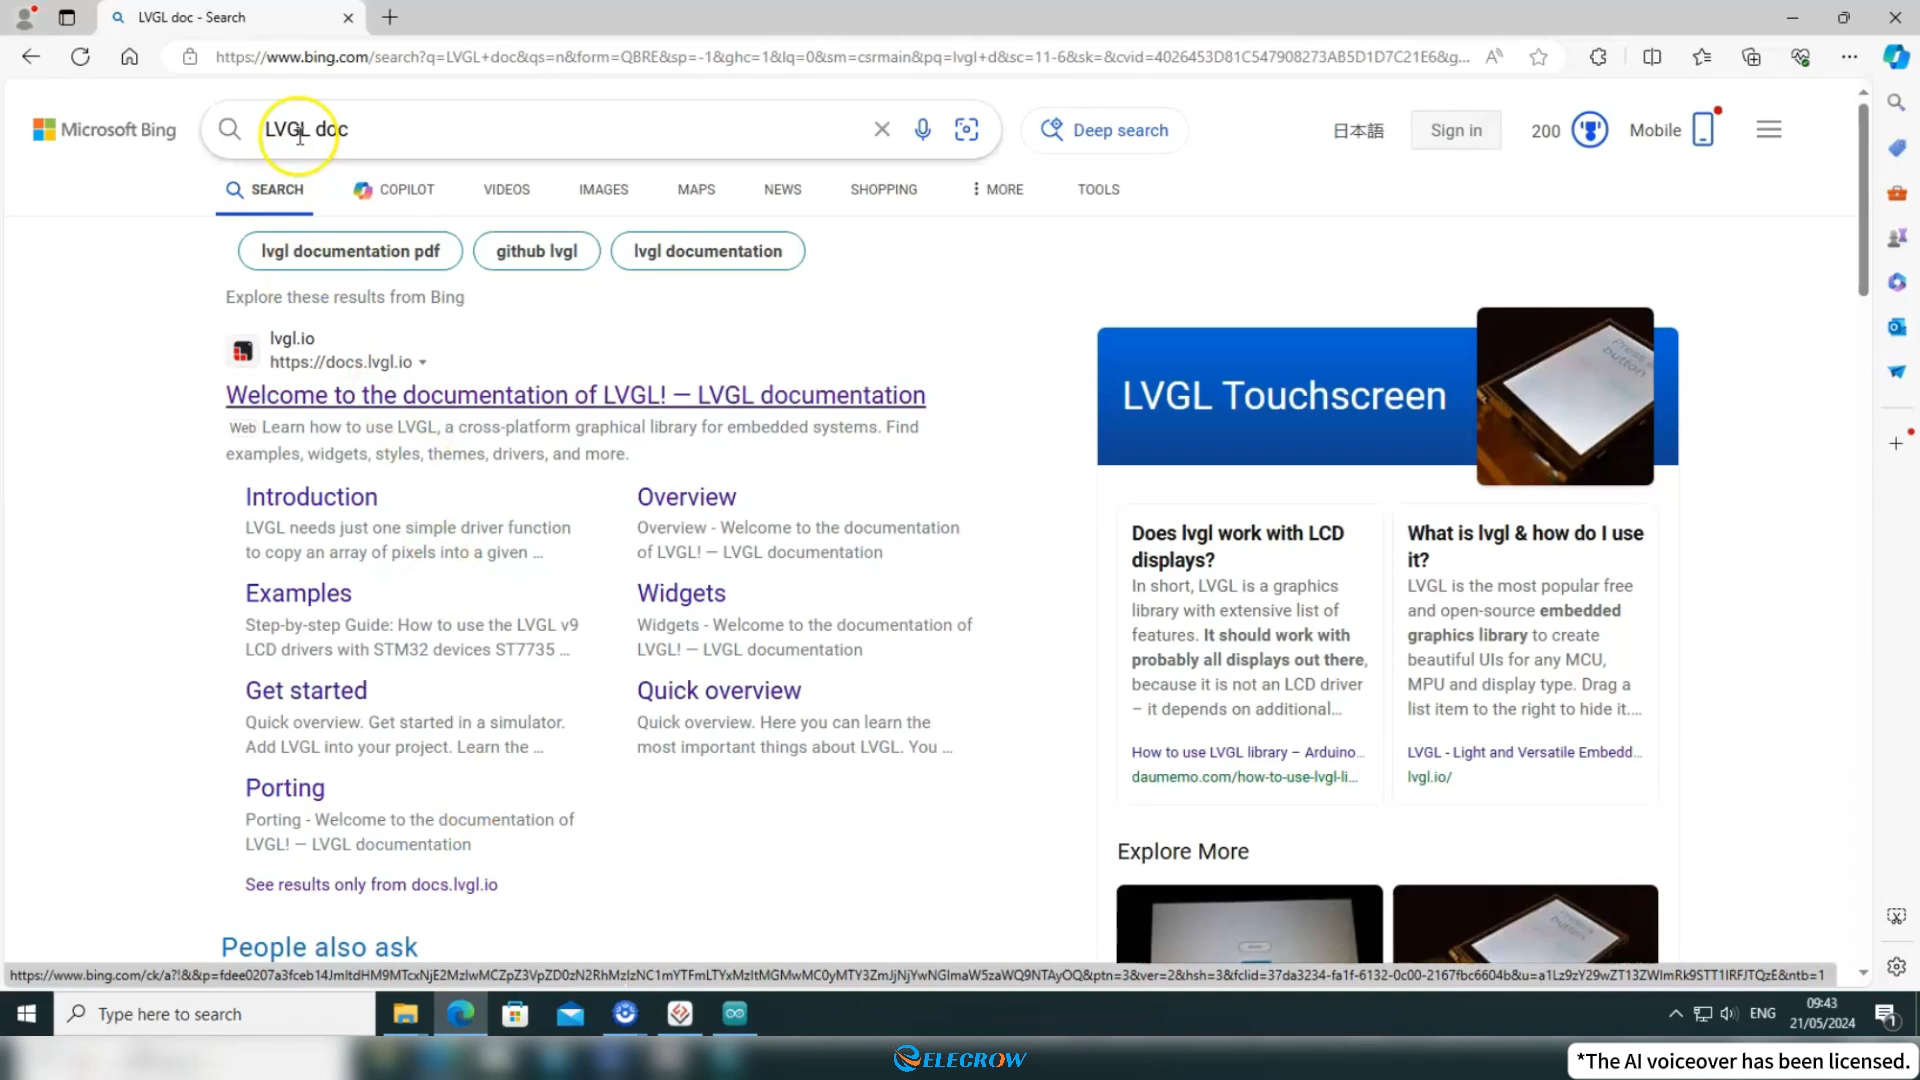 LVGL doc - Search
https://www.bing.com/search?q=LVGL+doc&qs=n&form=QBRE&sp=-1&ghc=1&lq=0&sm=csrmain&pq=lvgl+d&sc=11-6&sk=&cvid=4026453D81C547908273AB5D1D7C21E6&g...
Microsoft Bing
LVGL doc
Deep search
日本語
Sign in
200
Mobile
SEARCH
COPILOT
VIDEOS
IMAGES
MAPS
NEWS
SHOPPING
MORE
TOOLS
lvgl documentation pdf
github lvgl
lvgl documentation
Explore these results from Bing
lvgl.io
https://docs.lvgl.io
Welcome to the documentation of LVGL! — LVGL documentation
Web Learn how to use LVGL, a cross-platform graphical library for embedded systems. Find
examples, widgets, styles, themes, drivers, and more.
Introduction
LVGL needs just one simple driver function
to copy an array of pixels into a given ...
Overview
Overview - Welcome to the documentation
of LVGL! — LVGL documentation
Examples
Step-by-step Guide: How to use the LVGL v9
LCD drivers with STM32 devices ST7735 ...
Widgets
Widgets - Welcome to the documentation of
LVGL! — LVGL documentation
Get started
Quick overview. Get started in a simulator.
Add LVGL into your project. Learn the ...
Quick overview
Quick overview. Here you can learn the
most important things about LVGL. You ...
Porting
Porting - Welcome to the documentation of
LVGL! — LVGL documentation
See results only from docs.lvgl.io
People also ask
LVGL Touchscreen
Does lvgl work with LCD
displays?
In short, LVGL is a graphics
library with extensive list of
features. It should work with
probably all displays out there,
because it is not an LCD driver
– it depends on additional...
How to use LVGL library – Arduino...
daumemo.com/how-to-use-lvgl-li...
What is lvgl & how do I use
it?
LVGL is the most popular free
and open-source embedded
graphics library to create
beautiful UIs for any MCU,
MPU and display type. Drag a
list item to the right to hide it....
LVGL - Light and Versatile Embedd...
lvgl.io/
Explore More
Type here to search
ENG
09:43
21/05/2024
1
ELECROW
*The AI voiceover has been licensed.